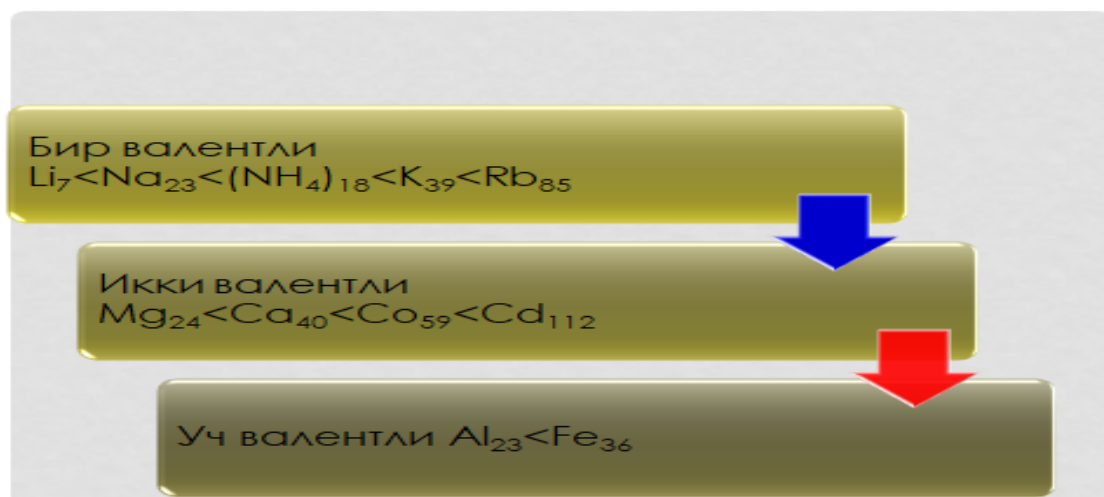 Бир валентли
Li₇<Na₂₃<(NH₄)₁₈<K₃₉<Rb₈₅
Икки валентли
Mg₂₄<Ca₄₀<Co₅₉<Cd₁₁₂
Уч валентли Al₂₃<Fe₃₆